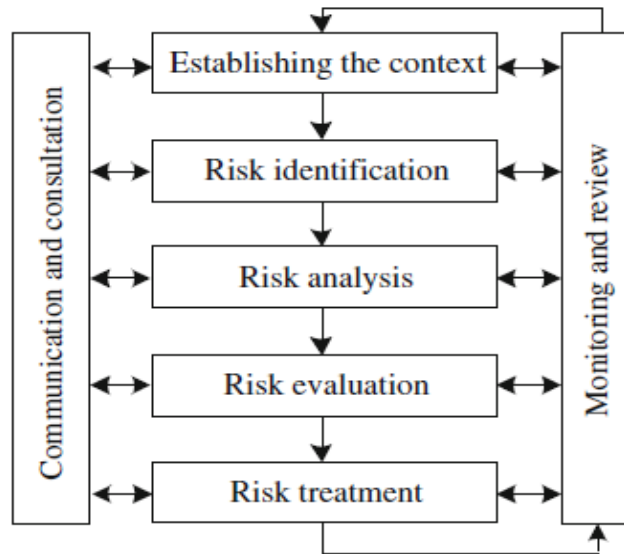 Establishing the context
Risk identification
Risk analysis
Risk evaluation
Risk treatment
Communication and consultation
Monitoring and review